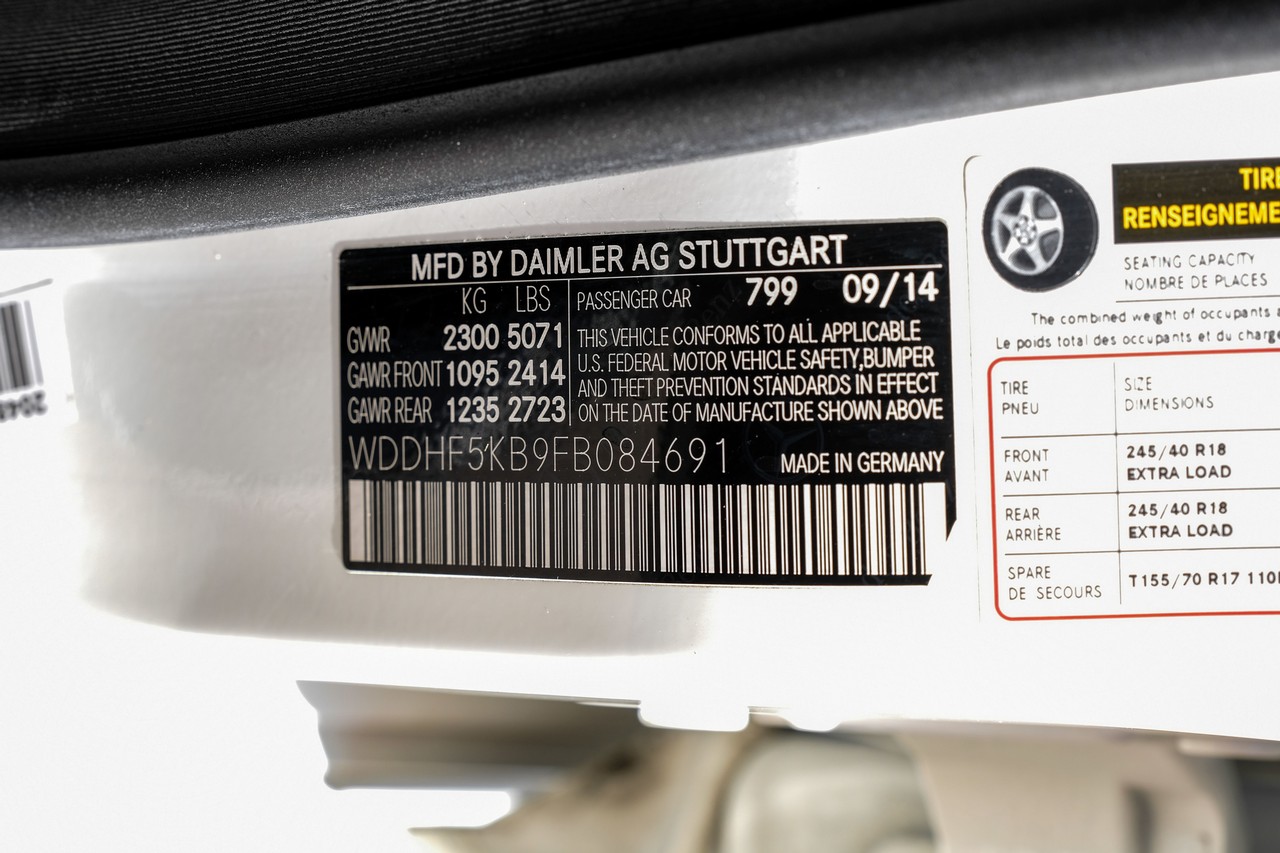 MFD BY DAIMLER AG STUTTGART
KG LBS
GVWR 2300 5071
GAWR FRONT 1095 2414
GAWR REAR 1235 2723
PASSENGER CAR 799 09/14
THIS VEHICLE CONFORMS TO ALL APPLICABLE
U.S. FEDERAL MOTOR VEHICLE SAFETY,BUMPER
AND THEFT PREVENTION STANDARDS IN EFFECT
ON THE DATE OF MANUFACTURE SHOWN ABOVE
WDDHF5KB9FB084691 MADE IN GERMANY
TIRE
RENSEIGNEME
SEATING CAPACITY
NOMBRE DE PLACES
The combined weight of occupants
Le poids total des occupants et du charge
TIRE SIZE
PNEU DIMENSIONS
FRONT 245/40 R18
AVANT EXTRA LOAD
REAR 245/40 R18
ARRIÈRE EXTRA LOAD
SPARE T155/70 R17 110
DE SECOURS